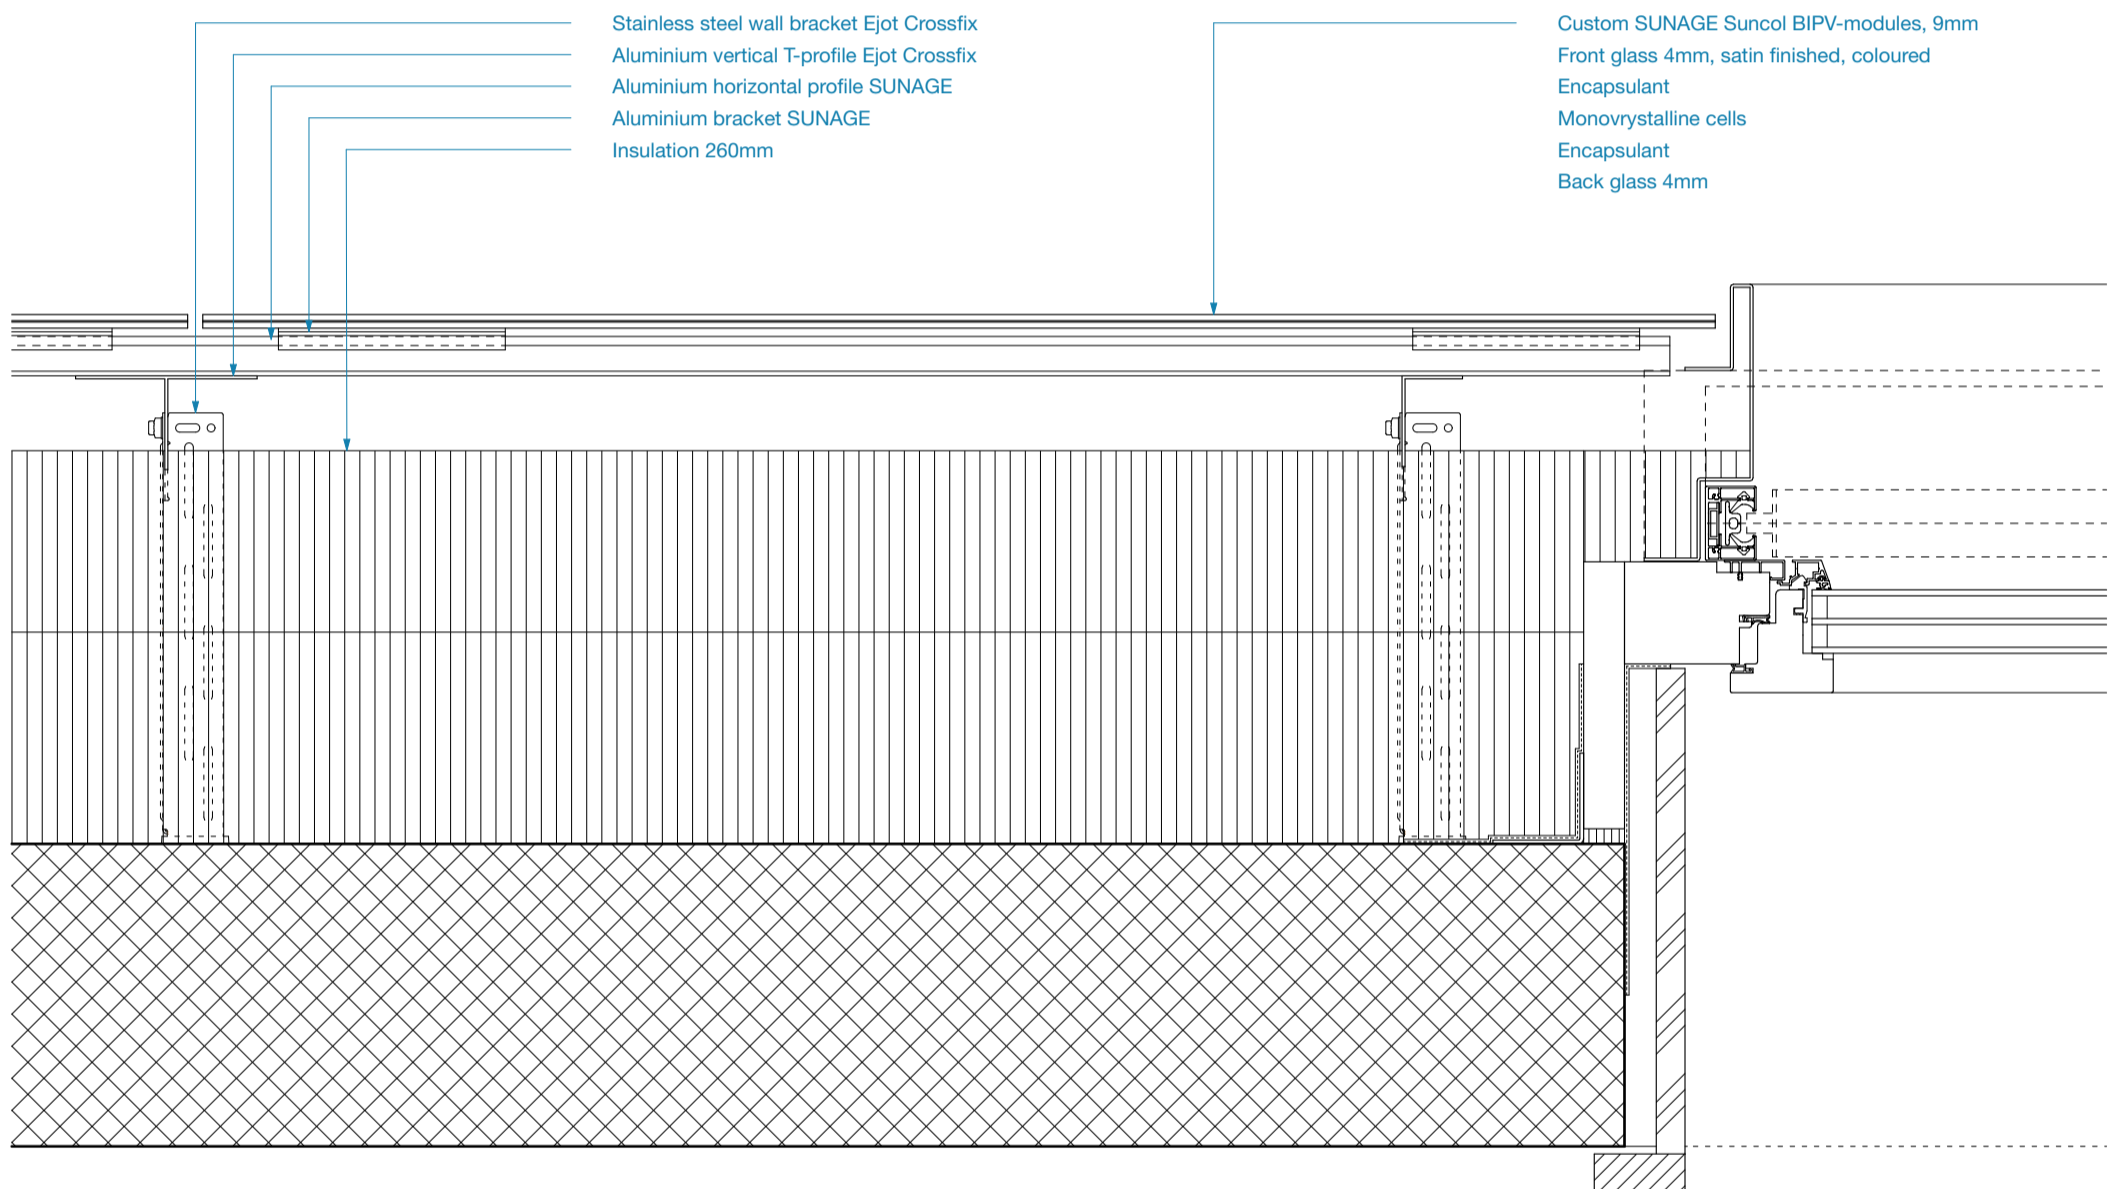 Stainless steel wall bracket Ejot Crossfix
Aluminium vertical T-profile Ejot Crossfix
Aluminium horizontal profile SUNAGE
Aluminium bracket SUNAGE
Insulation 260mm
Custom SUNAGE Suncol BIPV-modules, 9mm
Front glass 4mm, satin finished, coloured
Encapsulant
Monovrystalline cells
Encapsulant
Back glass 4mm